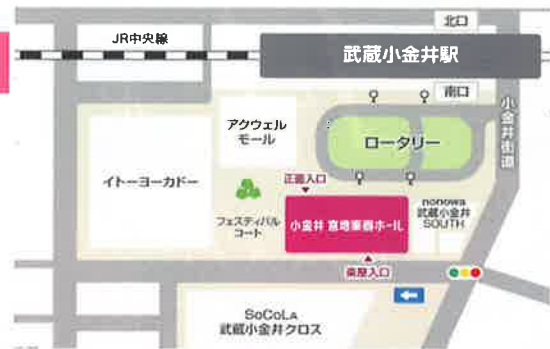 北口
JR中央線
武蔵小金井駅
南口
小金井街道
アクウェル
モール
ロータリー
イトーヨーカドー
正面入口
フェスティバル
コート
小金井 宮地楽器ホール
nonowa
武蔵小金井
SOUTH
楽屋入口
SoCoLA
武蔵小金井クロス